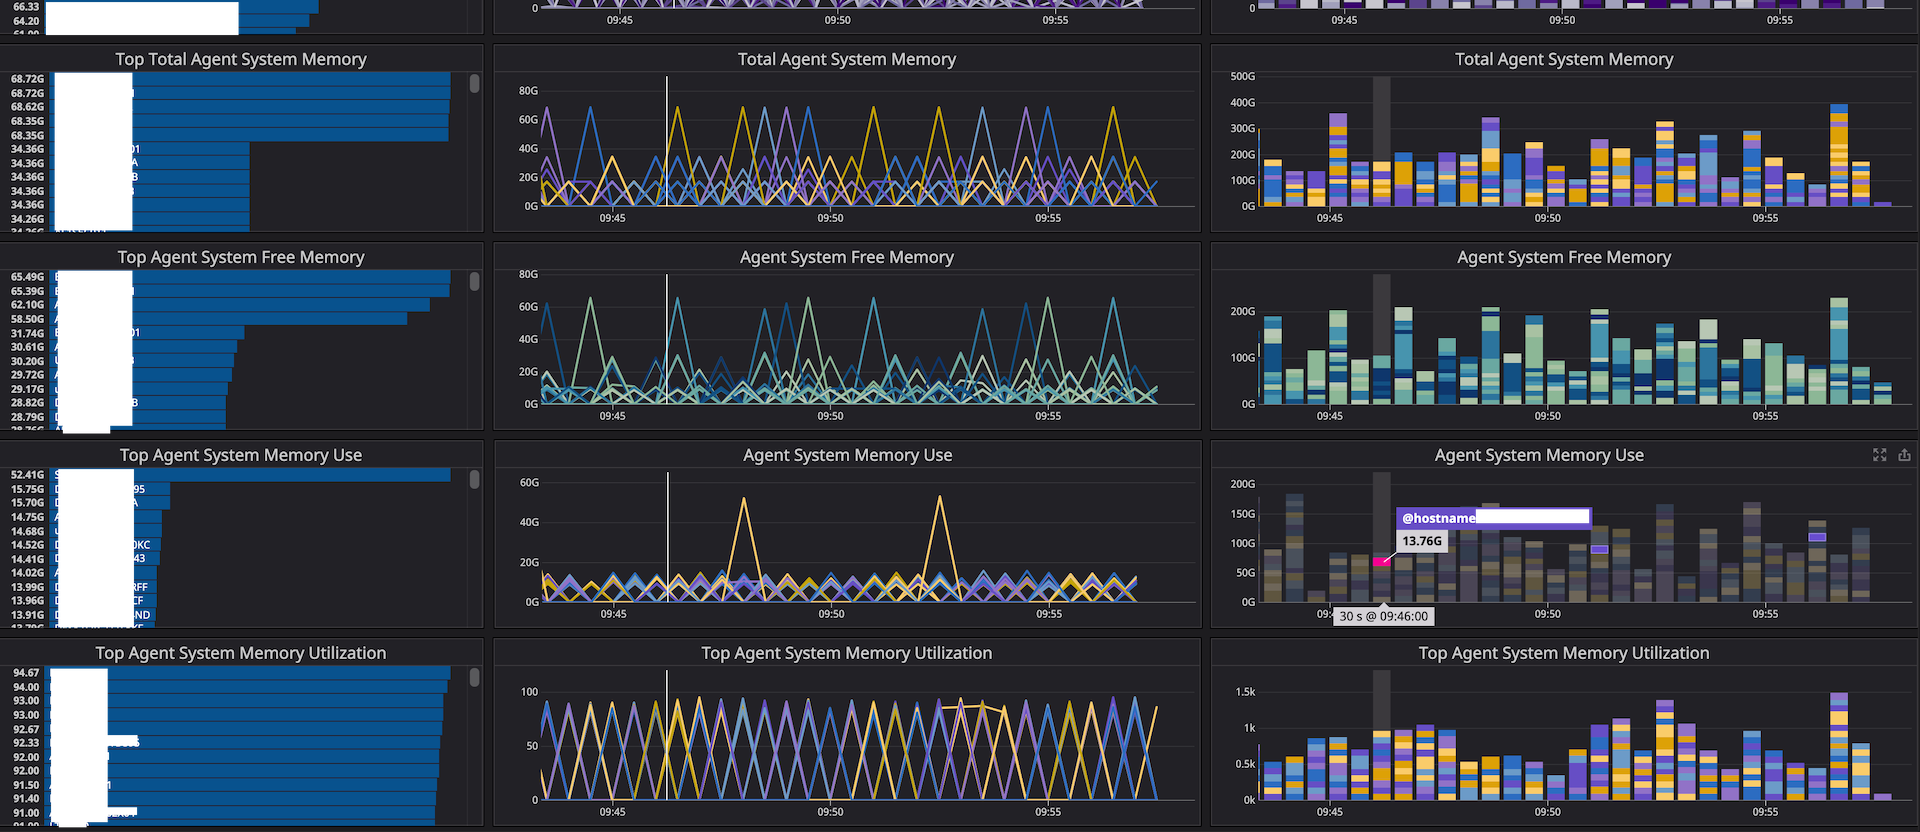 66.33
64.20
61.00
0
09:45 09:50 09:55
0
09:45 09:50 09:55
Top Total Agent System Memory
68.72G
68.72G
68.62G
68.35G
68.35G
34.36G 01
34.36G A
34.36G B
34.36G
34.36G
34.26G
34.26G
Total Agent System Memory
80G
60G
40G
20G
0G
09:45 09:50 09:55
Total Agent System Memory
500G
400G
300G
200G
100G
0G
09:45 09:50 09:55
Top Agent System Free Memory
65.49G
65.39G
62.10G
58.50G
31.74G 01
30.61G
30.20G
29.72G
29.17G
28.82G B
28.79G
28.76G
Agent System Free Memory
80G
60G
40G
20G
0G
09:45 09:50 09:55
Agent System Free Memory
200G
100G
0G
09:45 09:50 09:55
Top Agent System Memory Use
52.41G
15.75G D 95
15.70G D A
14.75G A
14.68G
14.52G D KC
14.41G D 43
14.02G A
13.99G D RFF
13.96G D CF
13.91G D ND
13.79G
Agent System Memory Use
60G
40G
20G
0G
09:45 09:50 09:55
Agent System Memory Use
200G
150G
100G
50G
0G
@hostname
13.76G
09:4 09:50 09:55
30 s @ 09:46:00
Top Agent System Memory Utilization
94.67
94.00
93.00
93.00
92.67
92.33
92.00
92.00
91.50 1
91.40
91.00
91.00
Top Agent System Memory Utilization
100
50
0
09:45 09:50 09:55
Top Agent System Memory Utilization
1.5k
1k
0.5k
0k
09:45 09:50 09:55